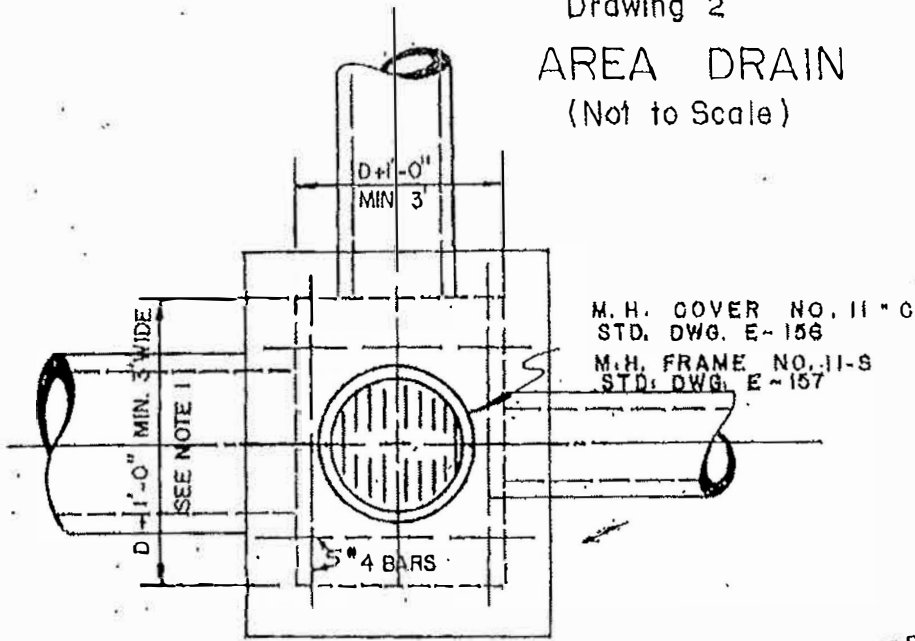 Drawing 2
AREA DRAIN
(Not to Scale)
D+1'-0"
MIN 3'
M.H. COVER NO. 11 "C
STD. DWG. E-156
M.H. FRAME NO. 11-S
STD. DWG. E-157
D+1'-0" MIN. 3' WIDE
(SEE NOTE 1)
#4 BARS